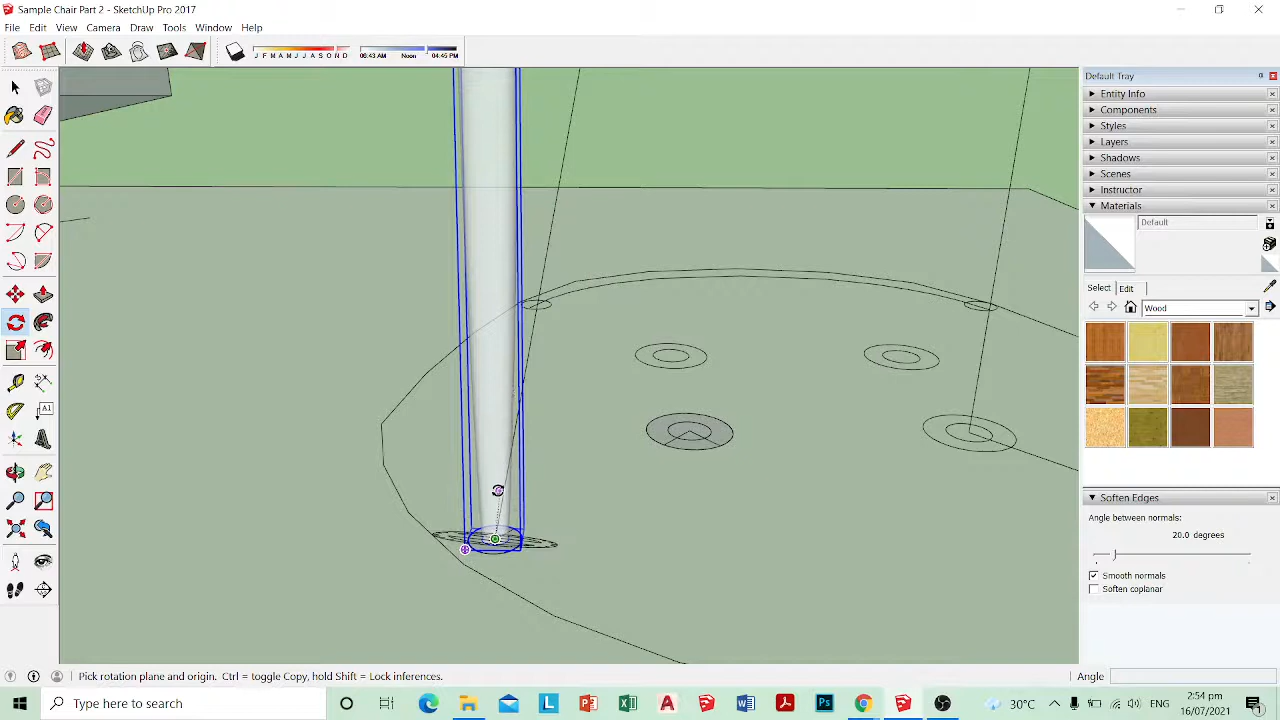 Sample Chair Part 2 - SketchUp Pro 2017
File Edit View Camera Draw Tools Window Help
J F M A M J J A S O N D
06:43 AM Noon 04:45 PM
A1
Default Tray
Entity Info
Components
Styles
Layers
Shadows
Scenes
Instructor
Materials
Default
Select Edit
Wood
Soften Edges
Angle between normals:
20.0 degrees
Smooth normals
Soften coplanar
Pick rotation plane and origin. Ctrl = toggle Copy, hold Shift = Lock inferences.
Angle
Type here to search
30°C
ENG
2:54 pm
16/07/2021
1